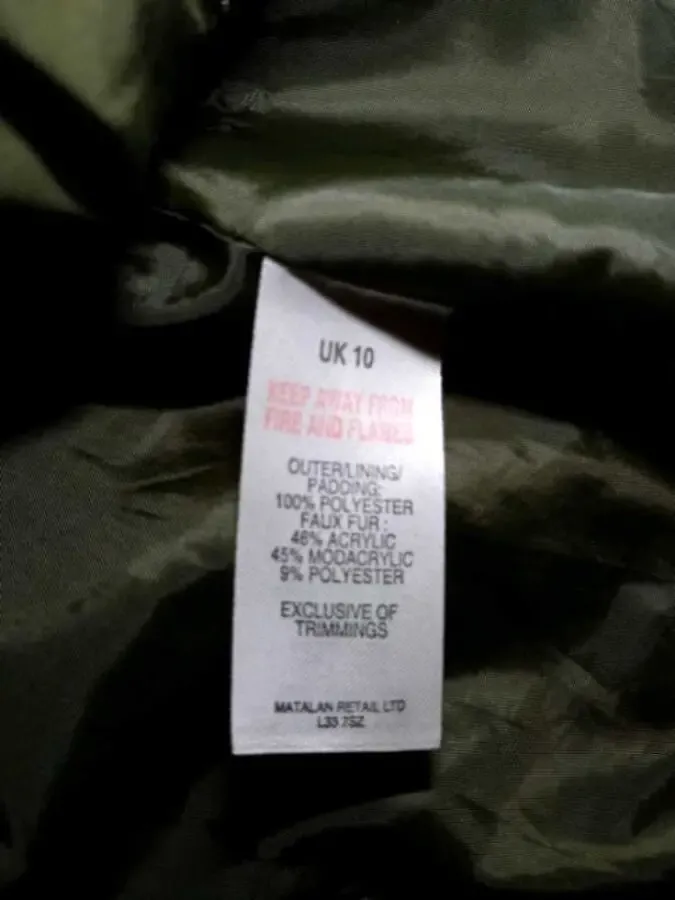 UK 10
KEEP AWAY FROM
FIRE AND FLAMES
OUTER/LINING/
PADDING:
100% POLYESTER
FAUX FUR :
46% ACRYLIC
45% MODACRYLIC
9% POLYESTER
EXCLUSIVE OF
TRIMMINGS
MATALAN RETAIL LTD
L33 7SZ